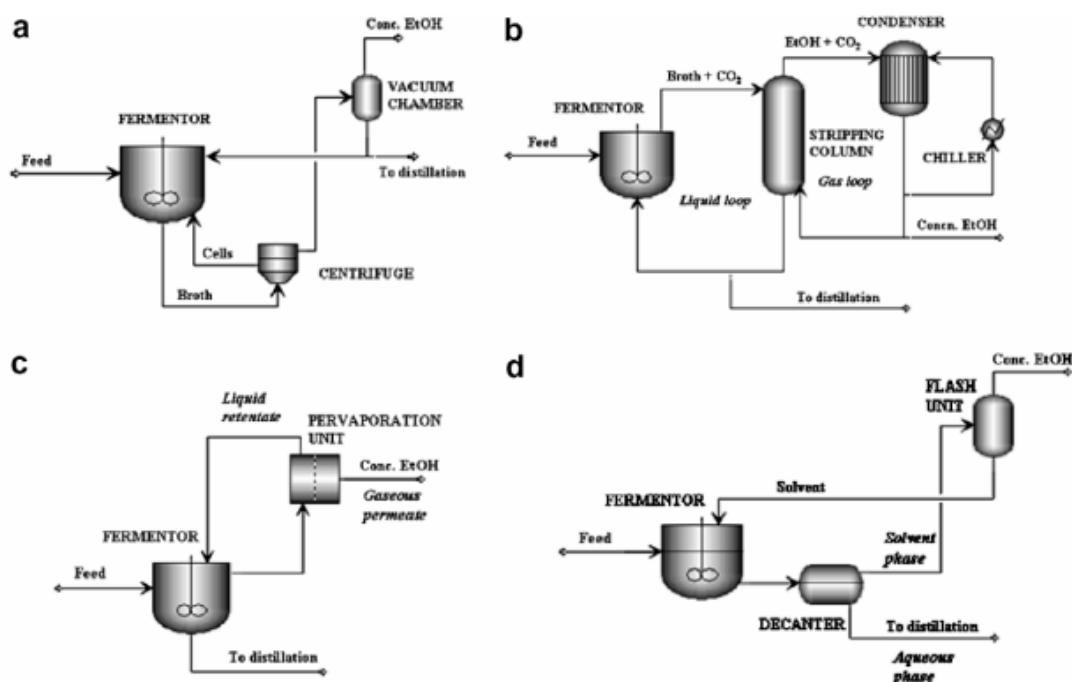 a
Conc. EtOH
VACUUM
CHAMBER
FERMENTOR
Feed
To distillation
Cells
CENTRIFUGE
Broth
b
CONDENSER
EtOH + CO₂
Broth + CO₂
FERMENTOR
Feed
STRIPPING
COLUMN
CHILLER
Liquid loop
Gas loop
Concn. EtOH
To distillation
c
Liquid
retentate
PERVAPORATION
UNIT
Conc. EtOH
Gaseous
permeate
FERMENTOR
Feed
To distillation
d
Conc. EtOH
FLASH
UNIT
Solvent
FERMENTOR
Feed
Solvent
phase
DECANTER
To distillation
Aqueous
phase